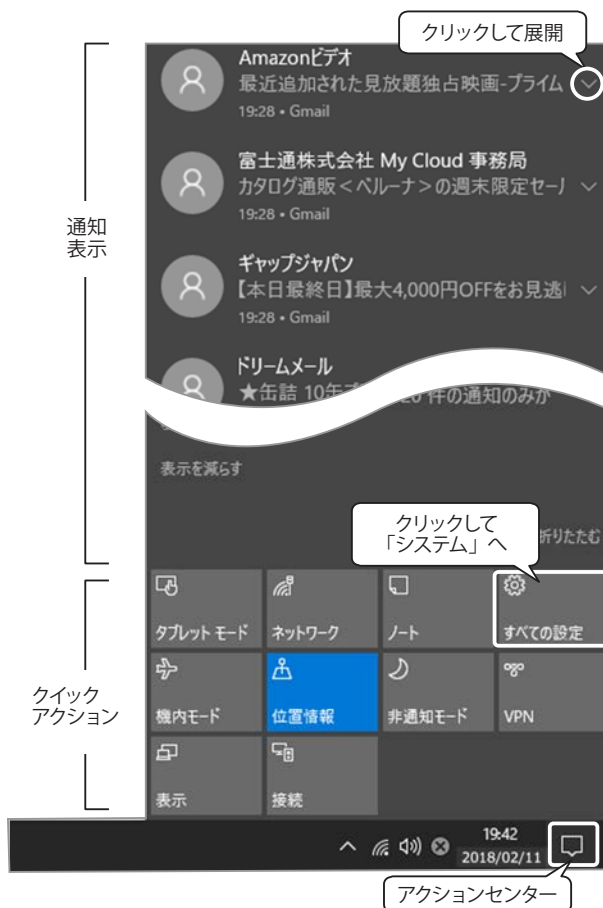 クリックして展開
Amazonビデオ
最近追加された見放題独占映画-プライム
19:28 • Gmail
富士通株式会社 My Cloud 事務局
カタログ通販<ベルーナ>の週末限定セー
19:28 • Gmail
通知
表示
ギャップジャパン
【本日最終日】最大4,000円OFFをお見逃
19:28 • Gmail
ドリームメール
★缶詰 10年
件の通知のみが
表示を減らす
クリックして
「システム」へ
折りたたむ
タブレット モード
ネットワーク
ノート
すべての設定
クイック
アクション
機内モード
位置情報
非通知モード
VPN
表示
接続
19:42
2018/02/11
アクションセンター